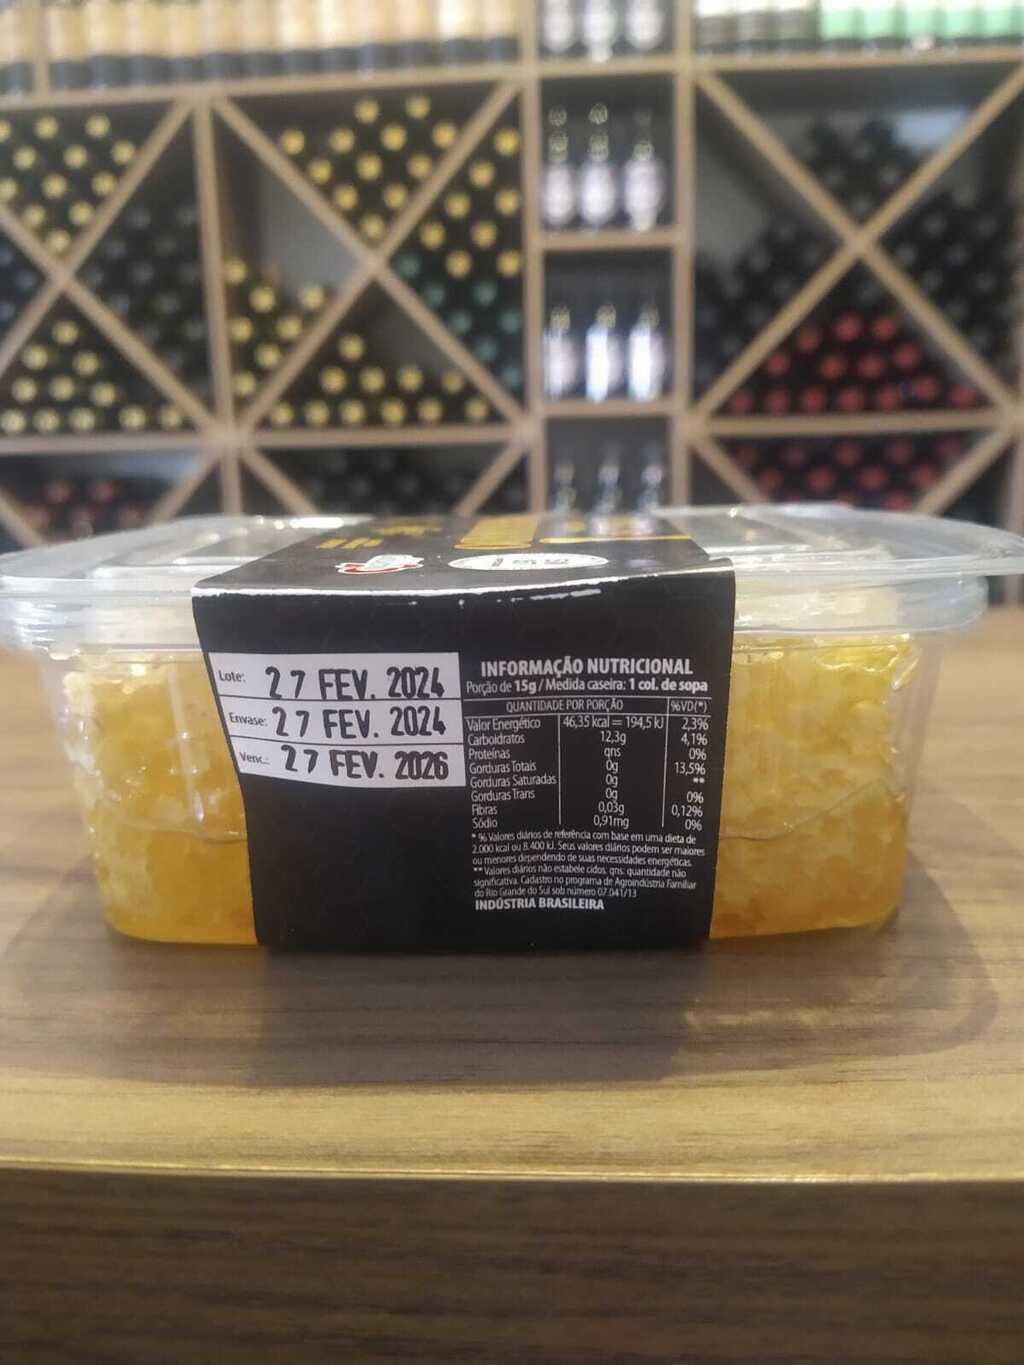 Lote: 27 FEV. 2024
Envase: 27 FEV. 2024
Venc.: 27 FEV. 2026
INFORMAÇÃO NUTRICIONAL
Porção de 15g / Medida caseira: 1 col. de sopa
QUANTIDADE POR PORÇÃO %VD(*)
Valor Energético 46,35 kcal = 194,5 kJ 2,3%
Carboidratos 12,3g 4,1%
Proteínas qns 0%
Gorduras Totais 0g 13,5%
Gorduras Saturadas 0g **
Gorduras Trans 0g 0%
Fibras 0,03g 0,12%
Sódio 0,91mg 0%
* % Valores diários de referência com base em uma dieta de
2.000 kcal ou 8.400 kJ. Seus valores diários podem ser maiores
ou menores dependendo de suas necessidades energéticas.
** Valores diários não estabelecidos. qns: quantidade não
significativa. Cadastro no programa de Agroindústria Familiar
do Rio Grande do Sul sob número 07.041/13
INDÚSTRIA BRASILEIRA